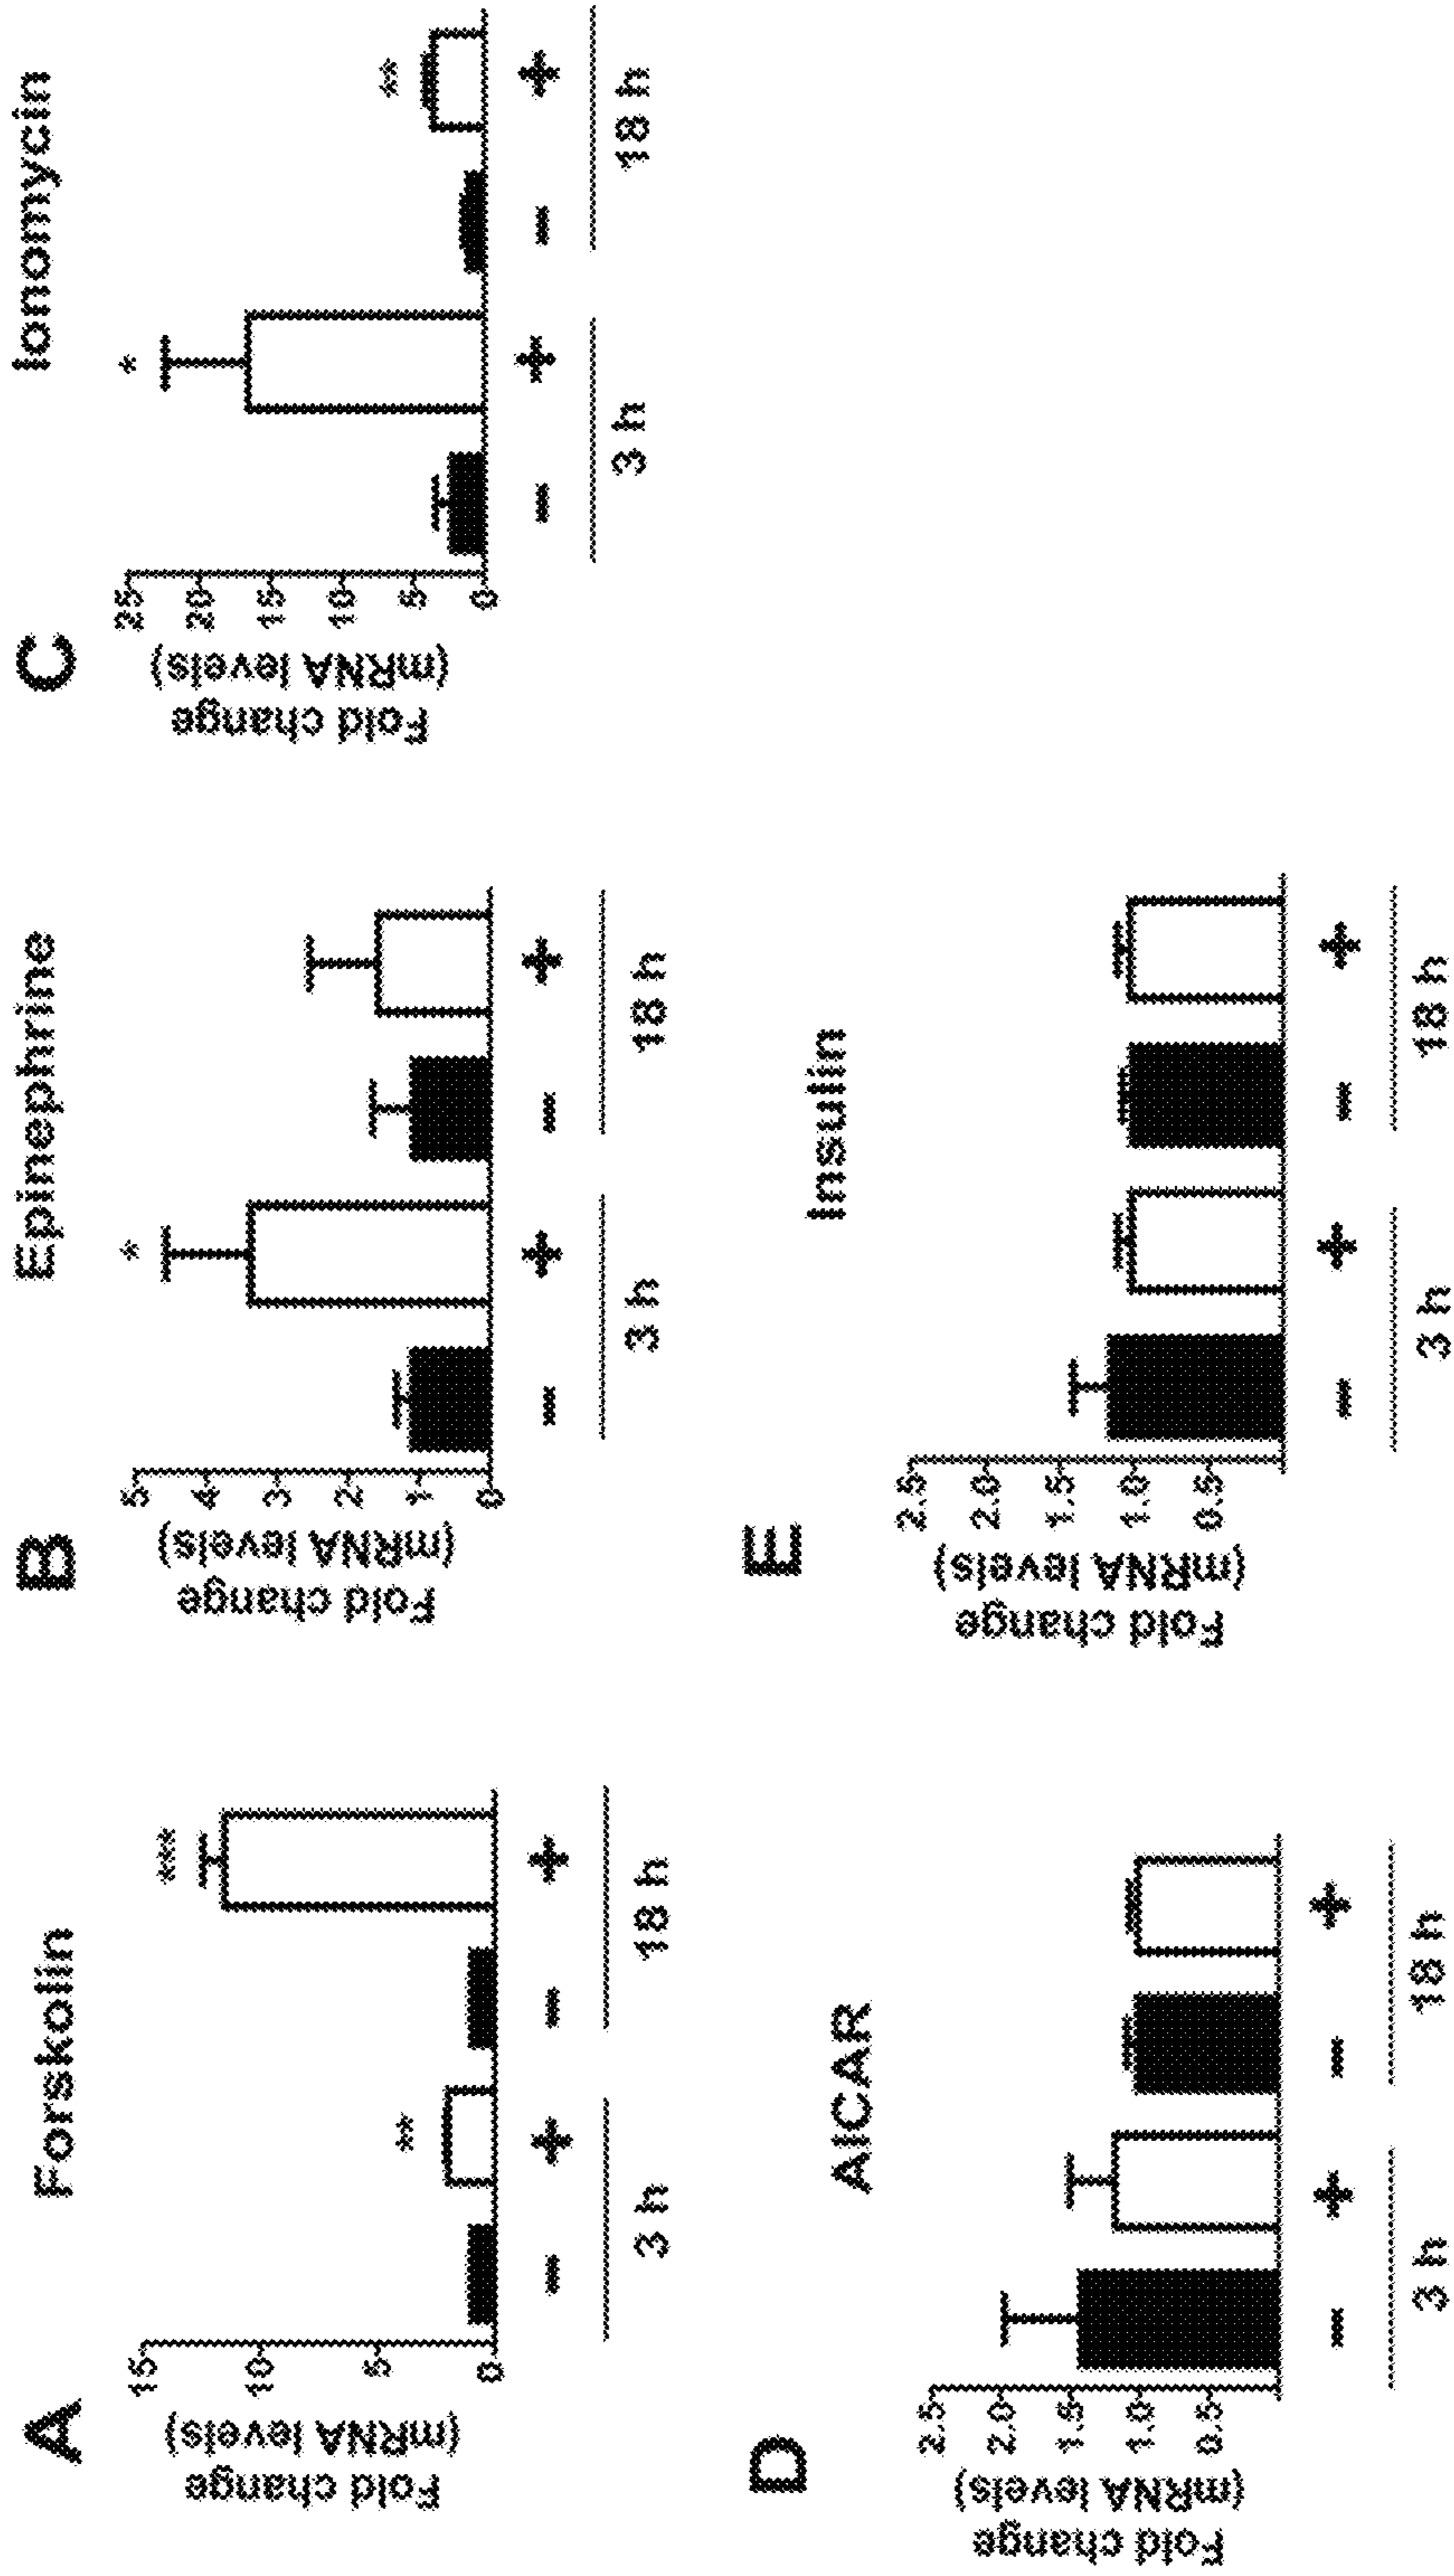 A
Forskolin
Fold change
(mRNA levels)
15
10
5
0
**
***
− + − +
3 h 18 h
B
Epinephrine
Fold change
(mRNA levels)
5
4
3
2
1
0
*
− + − +
3 h 18 h
C
Ionomycin
Fold change
(mRNA levels)
25
20
15
10
5
0
*
**
− + − +
3 h 18 h
D
AICAR
Fold change
(mRNA levels)
2.5
2.0
1.5
1.0
0.5
− + − +
3 h 18 h
E
Insulin
Fold change
(mRNA levels)
2.5
2.0
1.5
1.0
0.5
− + − +
3 h 18 h